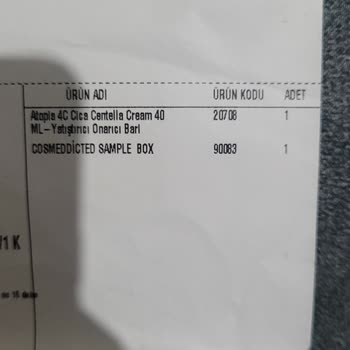 ÜRÜN ADI ÜRÜN KODU ADET
Atopia 4C Cica Centella Cream 40 20708 1
ML – Yatıştırıcı Onarıcı Bari
COSMEDDİCTED SAMPLE BOX 90083 1
/1 K